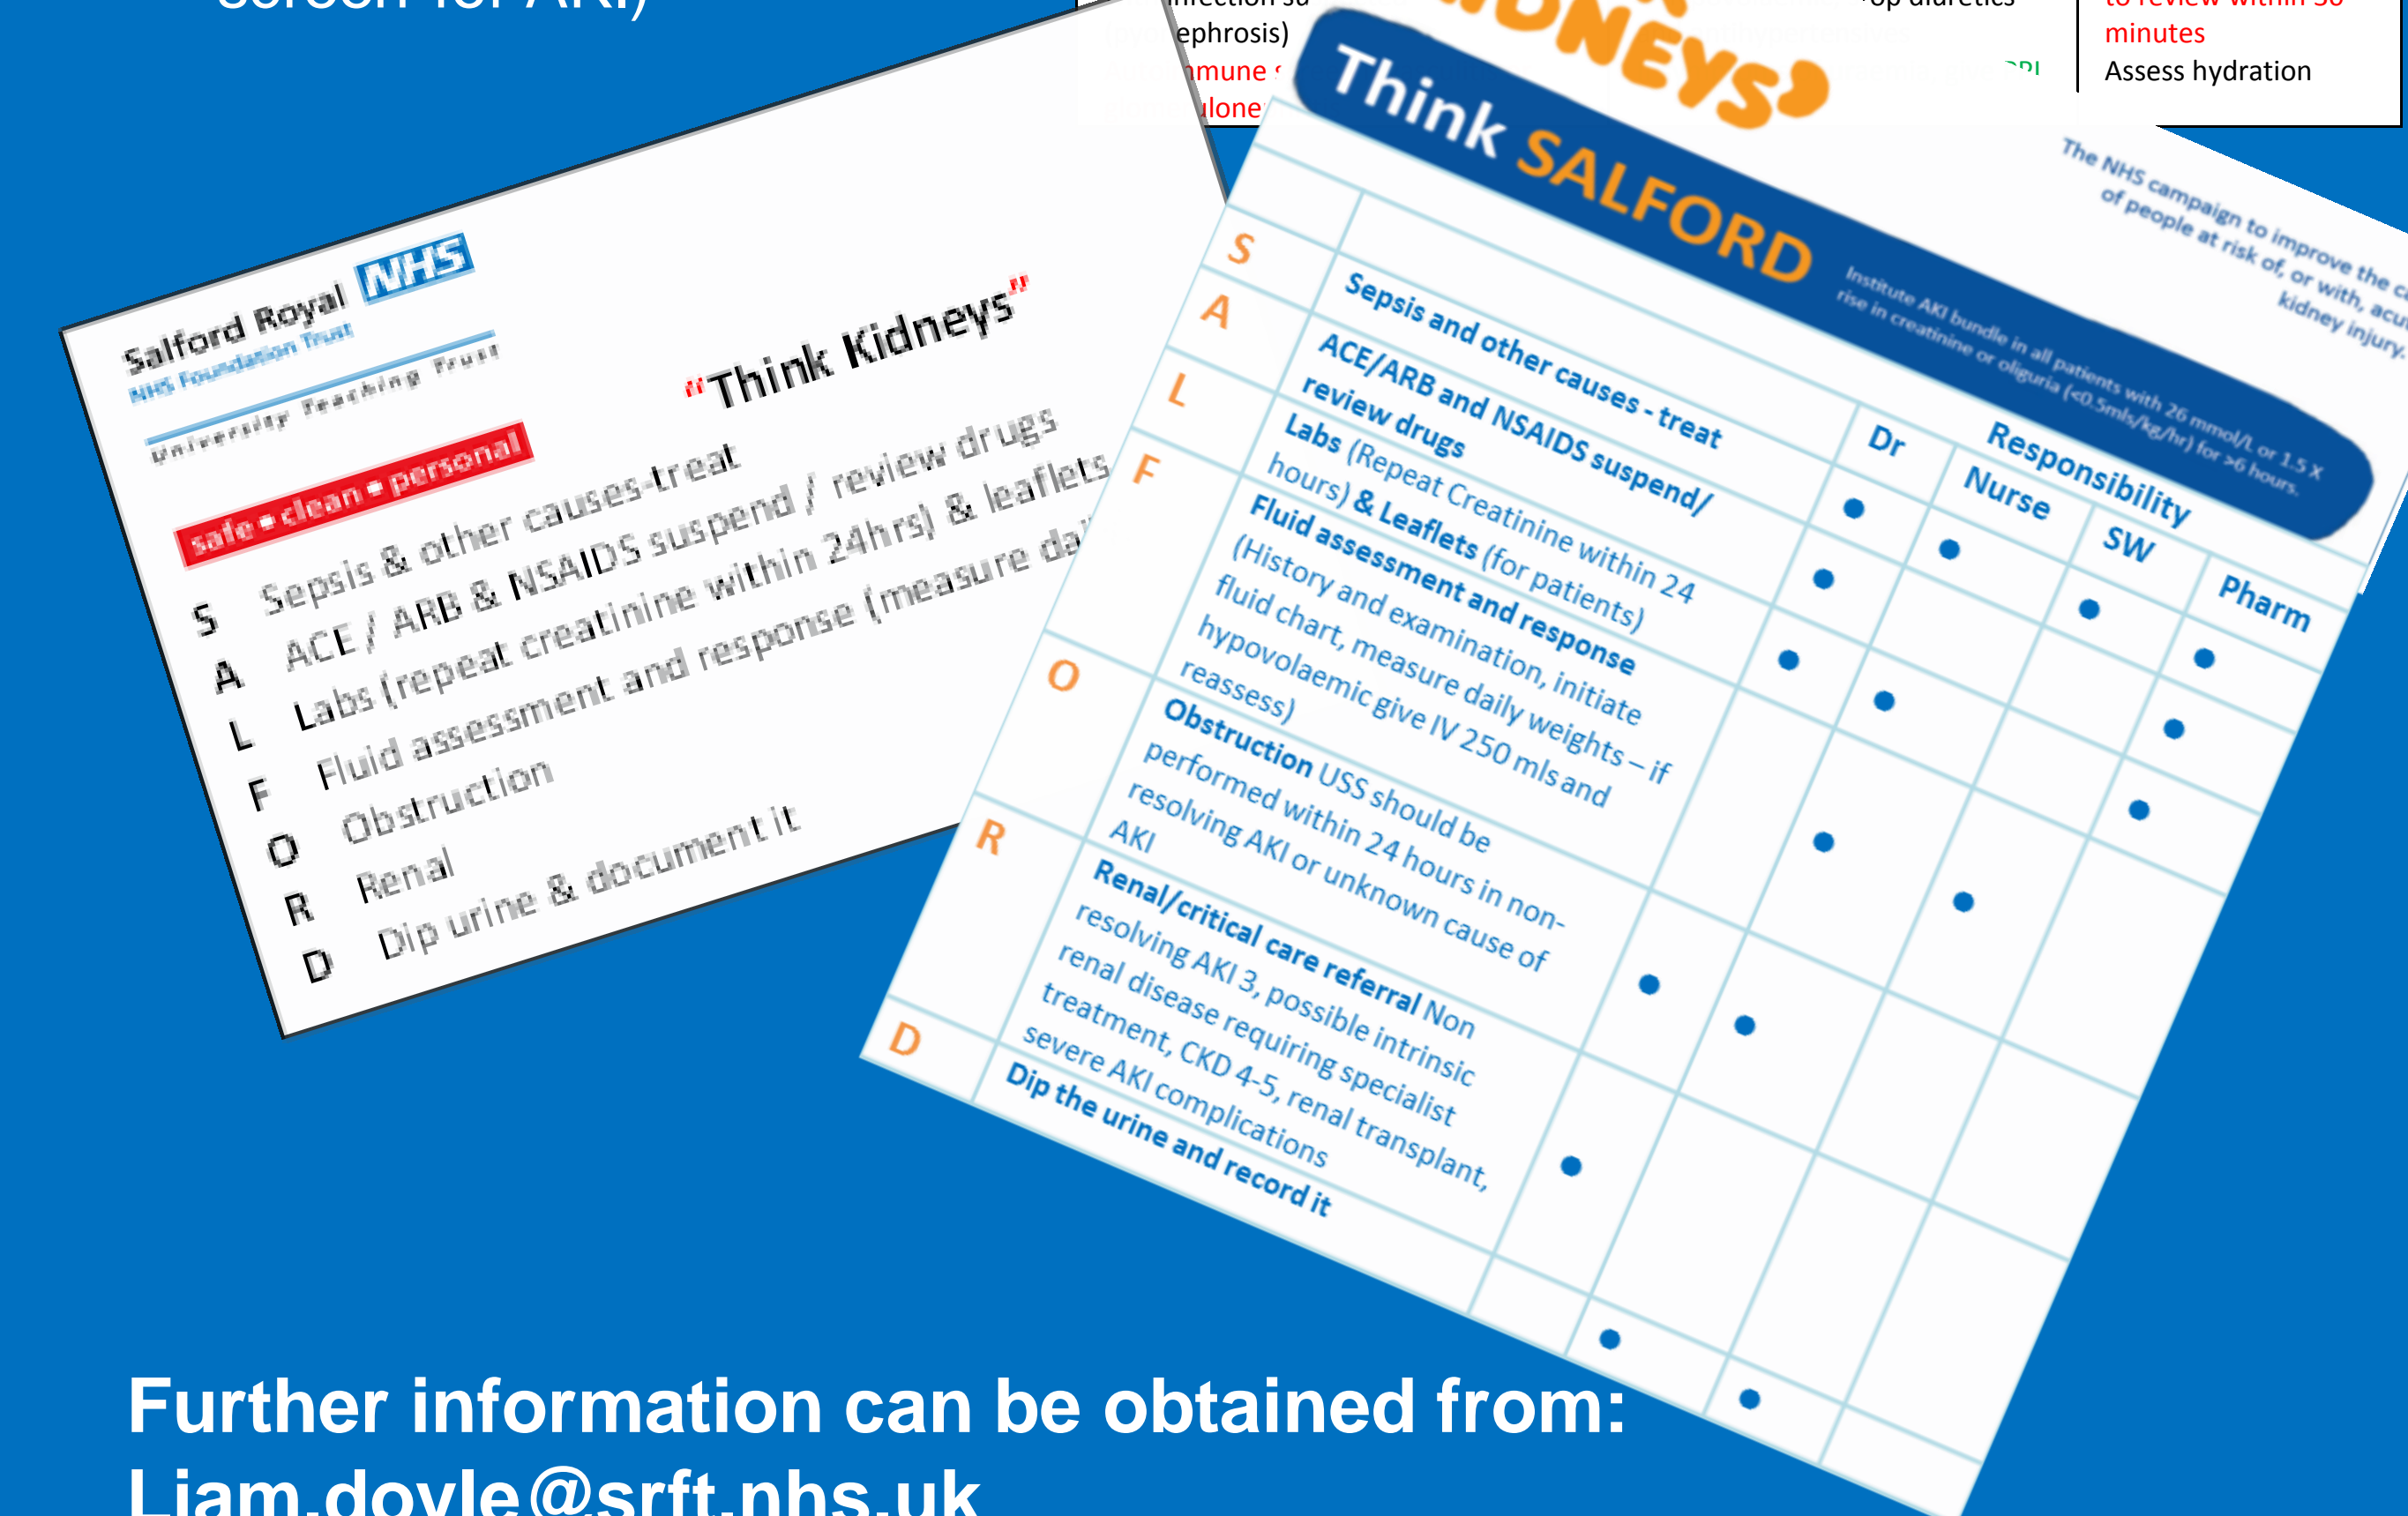 screen for AKI)
ephrosis)
op diuretics
to review within 30
minutes
Assess hydration
Salford Royal NHS
NHS Foundation Trust
University Teaching Trust
safe • clean • personal
“Think Kidneys”
S Sepsis & other causes-treat
A ACE / ARB & NSAIDS suspend / review drugs
L Labs (repeat creatinine within 24hrs) & leaflets
F Fluid assessment and response (measure
O Obstruction
R Renal
D Dip urine & document it
KIDNEYS
The NHS campaign to improve the
of people at risk of, or with,
kidney injury.
Think SALFORD
Institute AKI bundle in all patients with 26 mmol/L or 1.5 x
rise in creatinine or oliguria (<0.5mls/kg/hr) for >6 hours.
Responsibility
Dr Nurse SW Pharm
S Sepsis and other causes - treat
A ACE/ARB and NSAIDS suspend/
review drugs
L Labs (Repeat Creatinine within 24
hours) & Leaflets (for patients)
F Fluid assessment and response
(History and examination, initiate
fluid chart, measure daily weights – if
hypovolaemic give IV 250 mls and
reassess)
O Obstruction USS should be
performed within 24 hours in non-
resolving AKI or unknown cause of
AKI
R Renal/critical care referral Non
resolving AKI 3, possible intrinsic
renal disease requiring specialist
treatment, CKD 4-5, renal transplant,
severe AKI complications
D Dip the urine and record it
Further information can be obtained from:
Liam.doyle@srft.nhs.uk